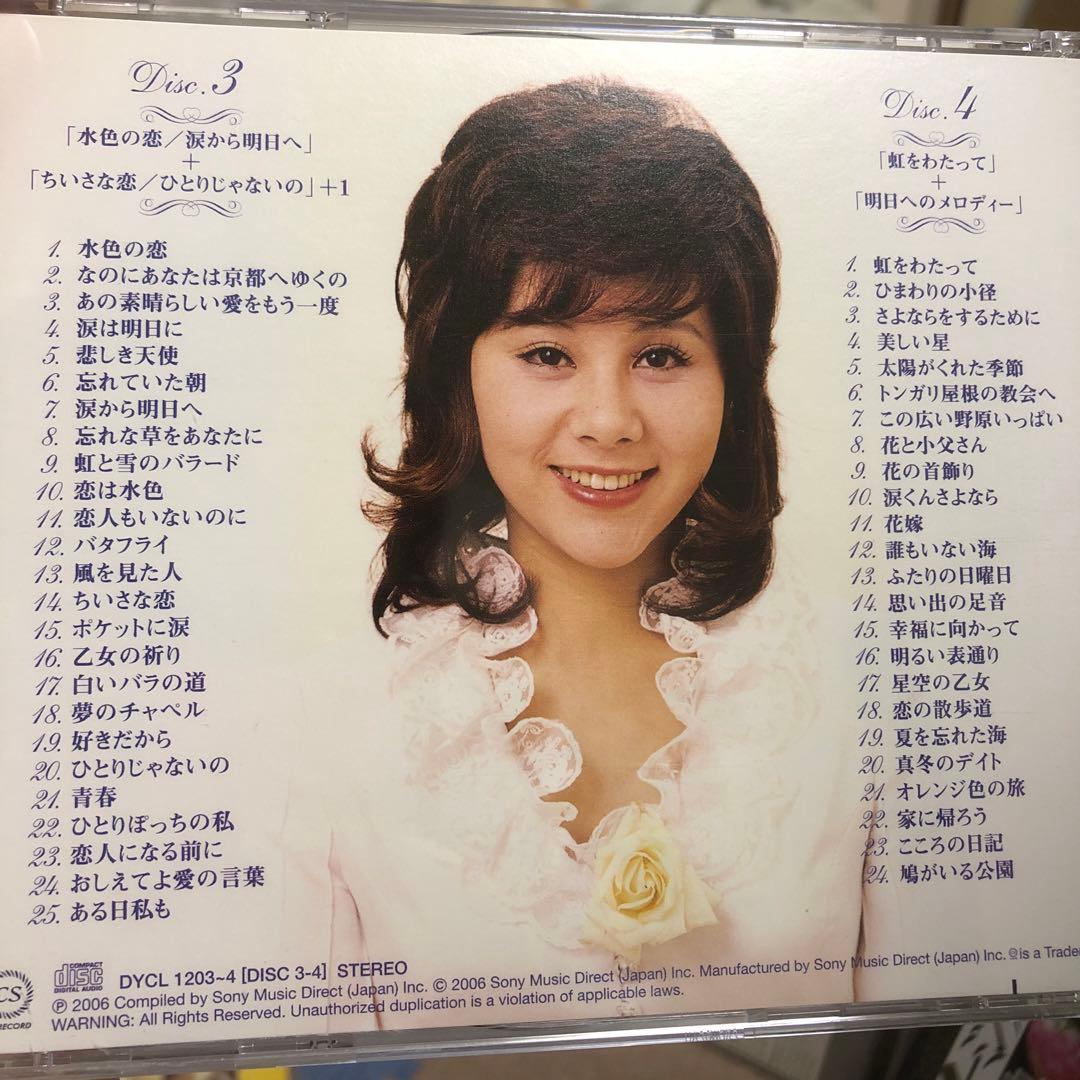 Disc. 3
「水色の恋／涙から明日へ」
+
「ちいさな恋／ひとりじゃないの」+1
1. 水色の恋
2. なのにあなたは京都へゆくの
3. あの素晴らしい愛をもう一度
4. 涙は明日に
5. 悲しき天使
6. 忘れていた朝
7. 涙から明日へ
8. 忘れな草をあなたに
9. 虹と雪のバラード
10. 恋は水色
11. 恋人もいないのに
12. バタフライ
13. 風を見た人
14. ちいさな恋
15. ポケットに涙
16. 乙女の祈り
17. 白いバラの道
18. 夢のチャペル
19. 好きだから
20. ひとりじゃないの
21. 青春
22. ひとりぽっちの私
23. 恋人になる前に
24. おしえてよ愛の言葉
25. ある日私も
Disc. 4
「虹をわたって」
+
「明日へのメロディー」
1. 虹をわたって
2. ひまわりの小径
3. さよならをするために
4. 美しい星
5. 太陽がくれた季節
6. トンガリ屋根の教会へ
7. この広い野原いっぱい
8. 花と小父さん
9. 花の首飾り
10. 涙くんさよなら
11. 花嫁
12. 誰もいない海
13. ふたりの日曜日
14. 思い出の足音
15. 幸福に向かって
16. 明るい表通り
17. 星空の乙女
18. 恋の散歩道
19. 夏を忘れた海
20. 真冬のデイト
21. オレンジ色の旅
22. 家に帰ろう
23. こころの日記
24. 鳩がいる公園
CS
RECORD
COMPACT
disc
DIGITAL AUDIO
DYCL 1203~4 [DISC 3-4] STEREO
Ⓟ 2006 Compiled by Sony Music Direct (Japan) Inc. © 2006 Sony Music Direct (Japan) Inc. Manufactured by Sony Music Direct (Japan) Inc. is a Trade
WARNING: All Rights Reserved. Unauthorized duplication is a violation of applicable laws.